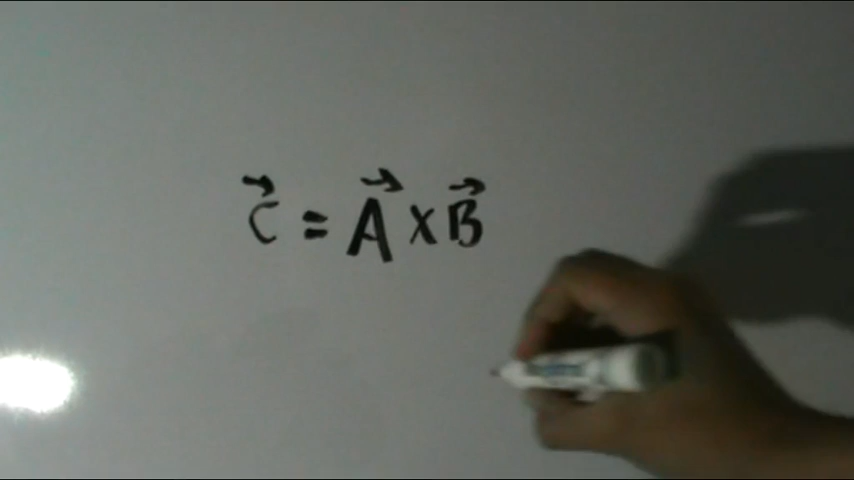 C⃗ = A⃗ × B⃗